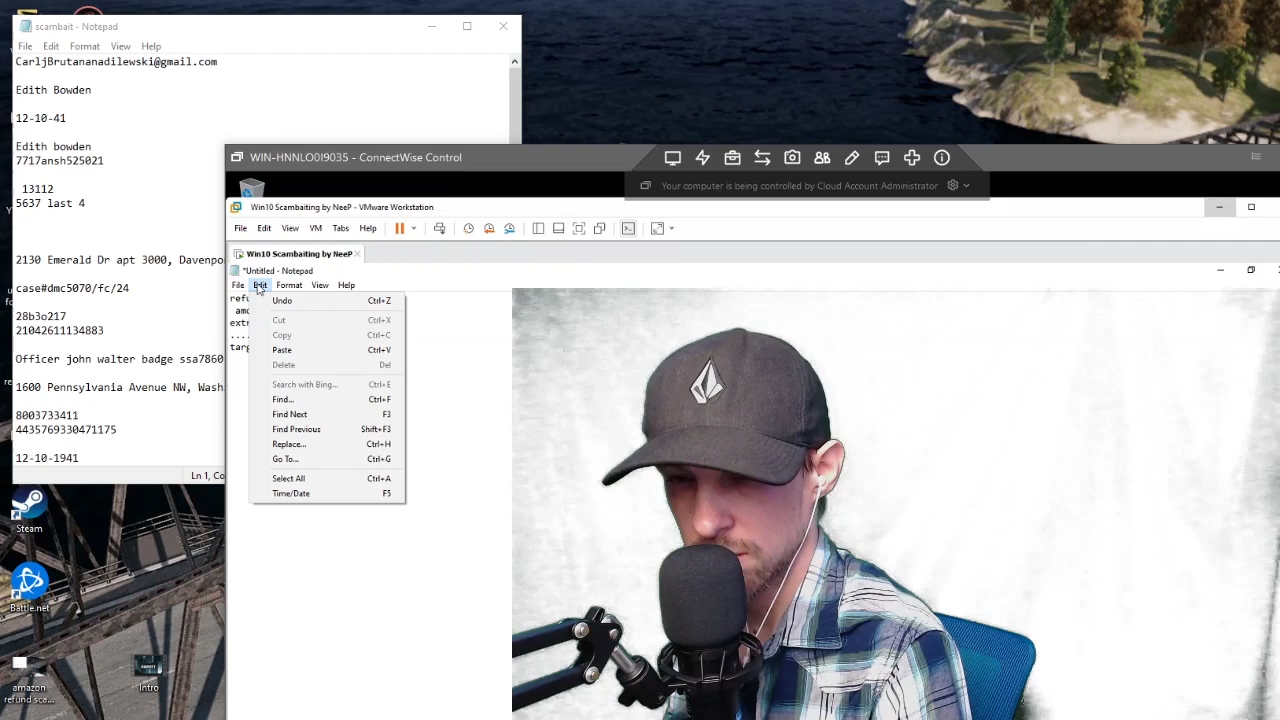 scambait - Notepad
File Edit Format View Help
CarljBrutananadilewski@gmail.com
Edith Bowden
12-10-41
Edith bowden
7717ansh525021
13112
5637 last 4
2130 Emerald Dr apt 3000, Davenpo
case#dmc5070/fc/24
28b3o217
21042611134883
Officer john walter badge ssa7860
1600 Pennsylvania Avenue NW, Wash
8003733411
4435769330471175
12-10-1941
Ln 1, Co
WIN-HNNLO0I9035 - ConnectWise Control
Your computer is being controlled by Cloud Account Administrator
Win10 Scambaiting by NeeP - VMware Workstation
File Edit View VM Tabs Help
Win10 Scambaiting by NeeP
*Untitled - Notepad
File Edit Format View Help
refu
amo
extr
....
targ
Undo Ctrl+Z
Cut Ctrl+X
Copy Ctrl+C
Paste Ctrl+V
Delete Del
Search with Bing... Ctrl+E
Find... Ctrl+F
Find Next F3
Find Previous Shift+F3
Replace... Ctrl+H
Go To... Ctrl+G
Select All Ctrl+A
Time/Date F5
Steam
Battle.net
amazon
refund sca...
Intro